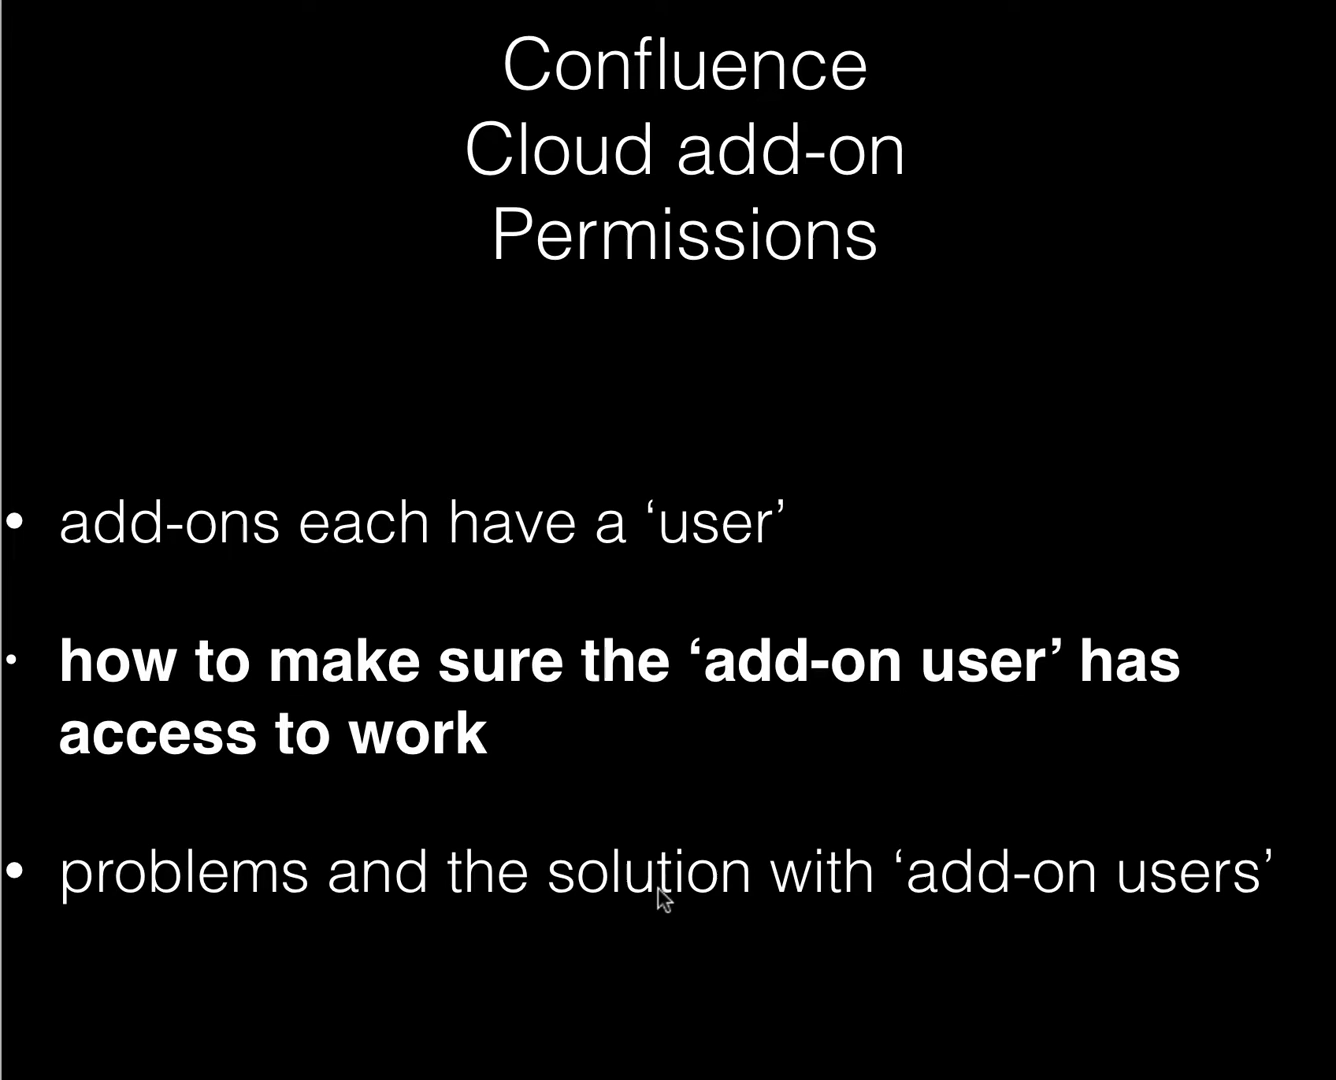 Confluence
Cloud add-on
Permissions
• add-ons each have a ‘user’
• how to make sure the ‘add-on user’ has
access to work
• problems and the solution with ‘add-on users’